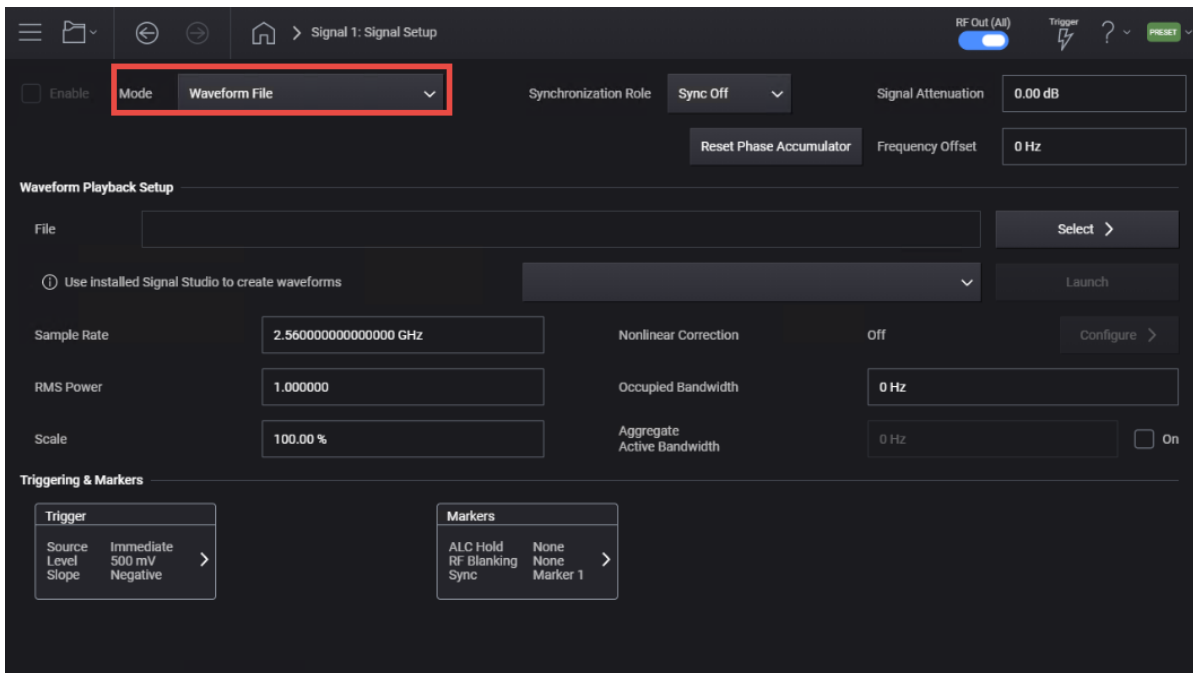 Signal 1: Signal Setup
RF Out (All)
Trigger
PRESET
Enable
Mode
Waveform File
Synchronization Role
Sync Off
Signal Attenuation
0.00 dB
Reset Phase Accumulator
Frequency Offset
0 Hz
Waveform Playback Setup
File
Select
Use installed Signal Studio to create waveforms
Launch
Sample Rate
2.560000000000000 GHz
Nonlinear Correction
Off
Configure
RMS Power
1.000000
Occupied Bandwidth
0 Hz
Scale
100.00 %
Aggregate
Active Bandwidth
0 Hz
On
Triggering & Markers
Trigger
Source Immediate
Level 500 mV
Slope Negative
Markers
ALC Hold None
RF Blanking None
Sync Marker 1